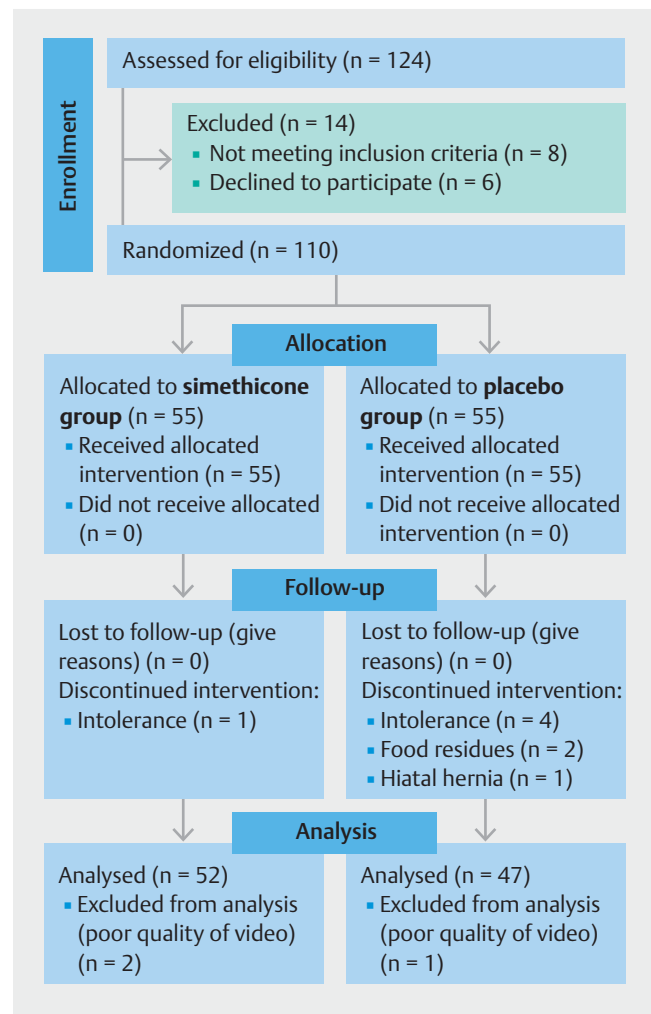 Enrollment
Assessed for eligibility (n = 124)
Excluded (n = 14)
▪ Not meeting inclusion criteria (n = 8)
▪ Declined to participate (n = 6)
Randomized (n = 110)
Allocation
Allocated to simethicone
group (n = 55)
▪ Received allocated
intervention (n = 55)
▪ Did not receive allocated
(n = 0)
Allocated to placebo
group (n = 55)
▪ Received allocated
intervention (n = 55)
▪ Did not receive allocated
intervention (n = 0)
Follow-up
Lost to follow-up (give
reasons) (n = 0)
Discontinued intervention:
▪ Intolerance (n = 1)
Lost to follow-up (give
reasons) (n = 0)
Discontinued intervention:
▪ Intolerance (n = 4)
▪ Food residues (n = 2)
▪ Hiatal hernia (n = 1)
Analysis
Analysed (n = 52)
▪ Excluded from analysis
(poor quality of video)
(n = 2)
Analysed (n = 47)
▪ Excluded from analysis
(poor quality of video)
(n = 1)